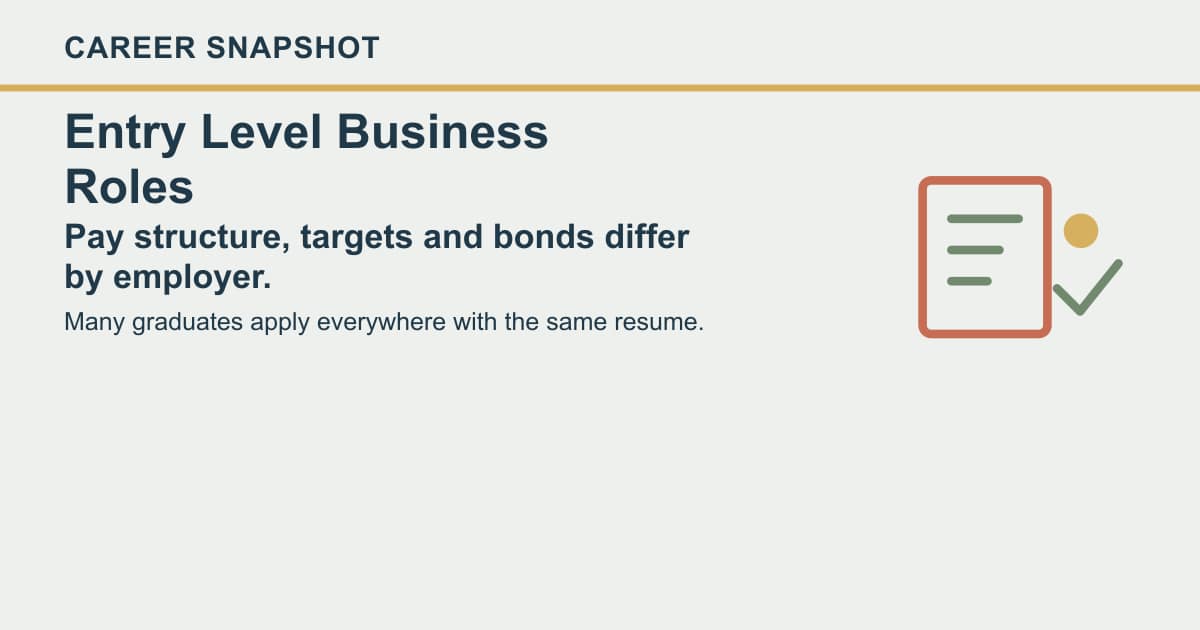 CAREER SNAPSHOT
Entry Level Business
Roles
Pay structure, targets and bonds differ
by employer.
Many graduates apply everywhere with the same resume.